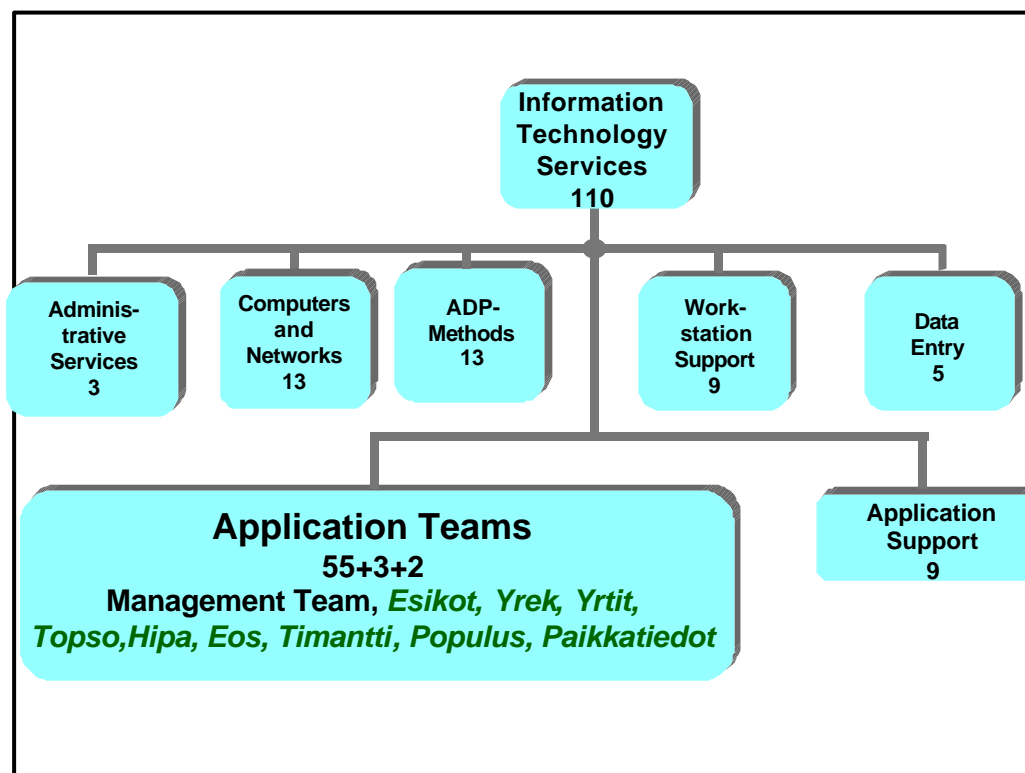 Information
Technology
Services
110
Adminis-
trative
Services
3
Computers
and
Networks
13
ADP-
Methods
13
Work-
station
Support
9
Data
Entry
5
Application Teams
55+3+2
Management Team, Esikot, Yrek, Yrtit,
Topso,Hipa, Eos, Timantti, Populus, Paikkatiedot
Application
Support
9